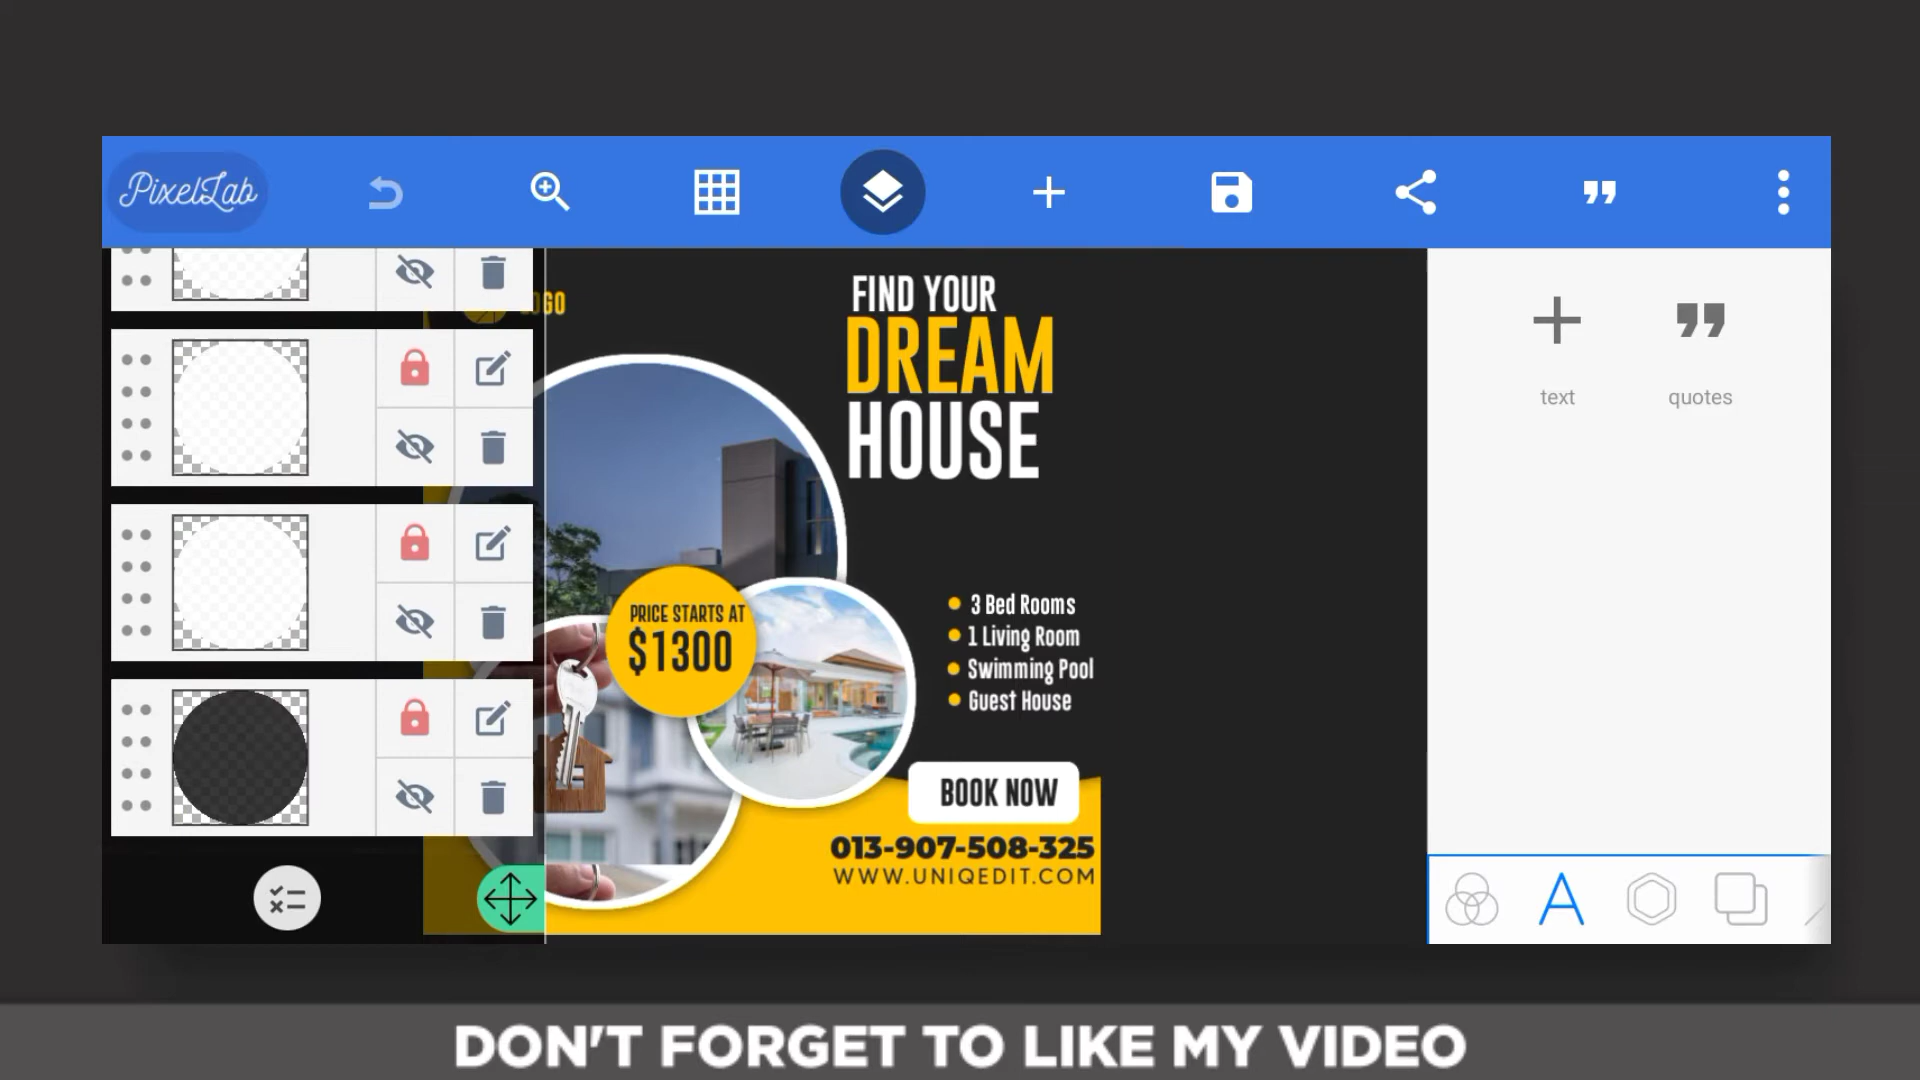 PixelLab
OGO
FIND YOUR
DREAM
HOUSE
text
quotes
PRICE STARTS AT
$1300
3 Bed Rooms
1 Living Room
Swimming Pool
Guest House
BOOK NOW
013-907-508-325
WWW.UNIQEDIT.COM
DON'T FORGET TO LIKE MY VIDEO